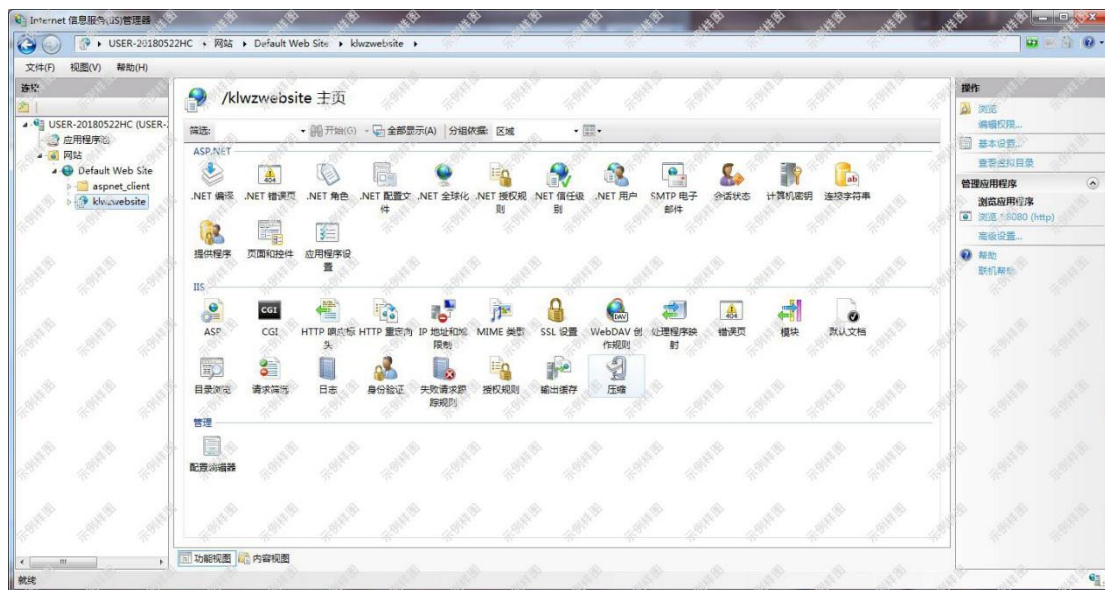 Internet 信息服务(IIS)管理器
USER-20180522HC 网站 Default Web Site klwzwebsite
文件(F) 视图(V) 帮助(H)
连接
USER-20180522HC (USER-
应用程序池
网站
Default Web Site
aspnet_client
klwzwebsite
/klwzwebsite 主页
筛选: 开始(G) 全部显示(A) 分组依据: 区域
ASP.NET
.NET 编译 .NET 错误页 .NET 角色 .NET 配置文件 .NET 全球化 .NET 授权规则 .NET 信任级别 .NET 用户 SMTP 电子邮件 会话状态 计算机密钥 连接字符串
提供程序 页面和控件 应用程序设置
IIS
ASP CGI HTTP 响应标头 HTTP 重定向 IP 地址和域限制 MIME 类型 SSL 设置 WebDAV 创作规则 处理程序映射 错误页 模块 默认文档
目录浏览 请求筛选 日志 身份验证 失败请求跟踪规则 授权规则 输出缓存 压缩
管理
配置编辑器
功能视图 内容视图
就绪
操作
浏览
编辑权限...
基本设置...
查看虚拟目录
管理应用程序
浏览应用程序
浏览 *:8080 (http)
高级设置...
帮助
联机帮助
示例样图